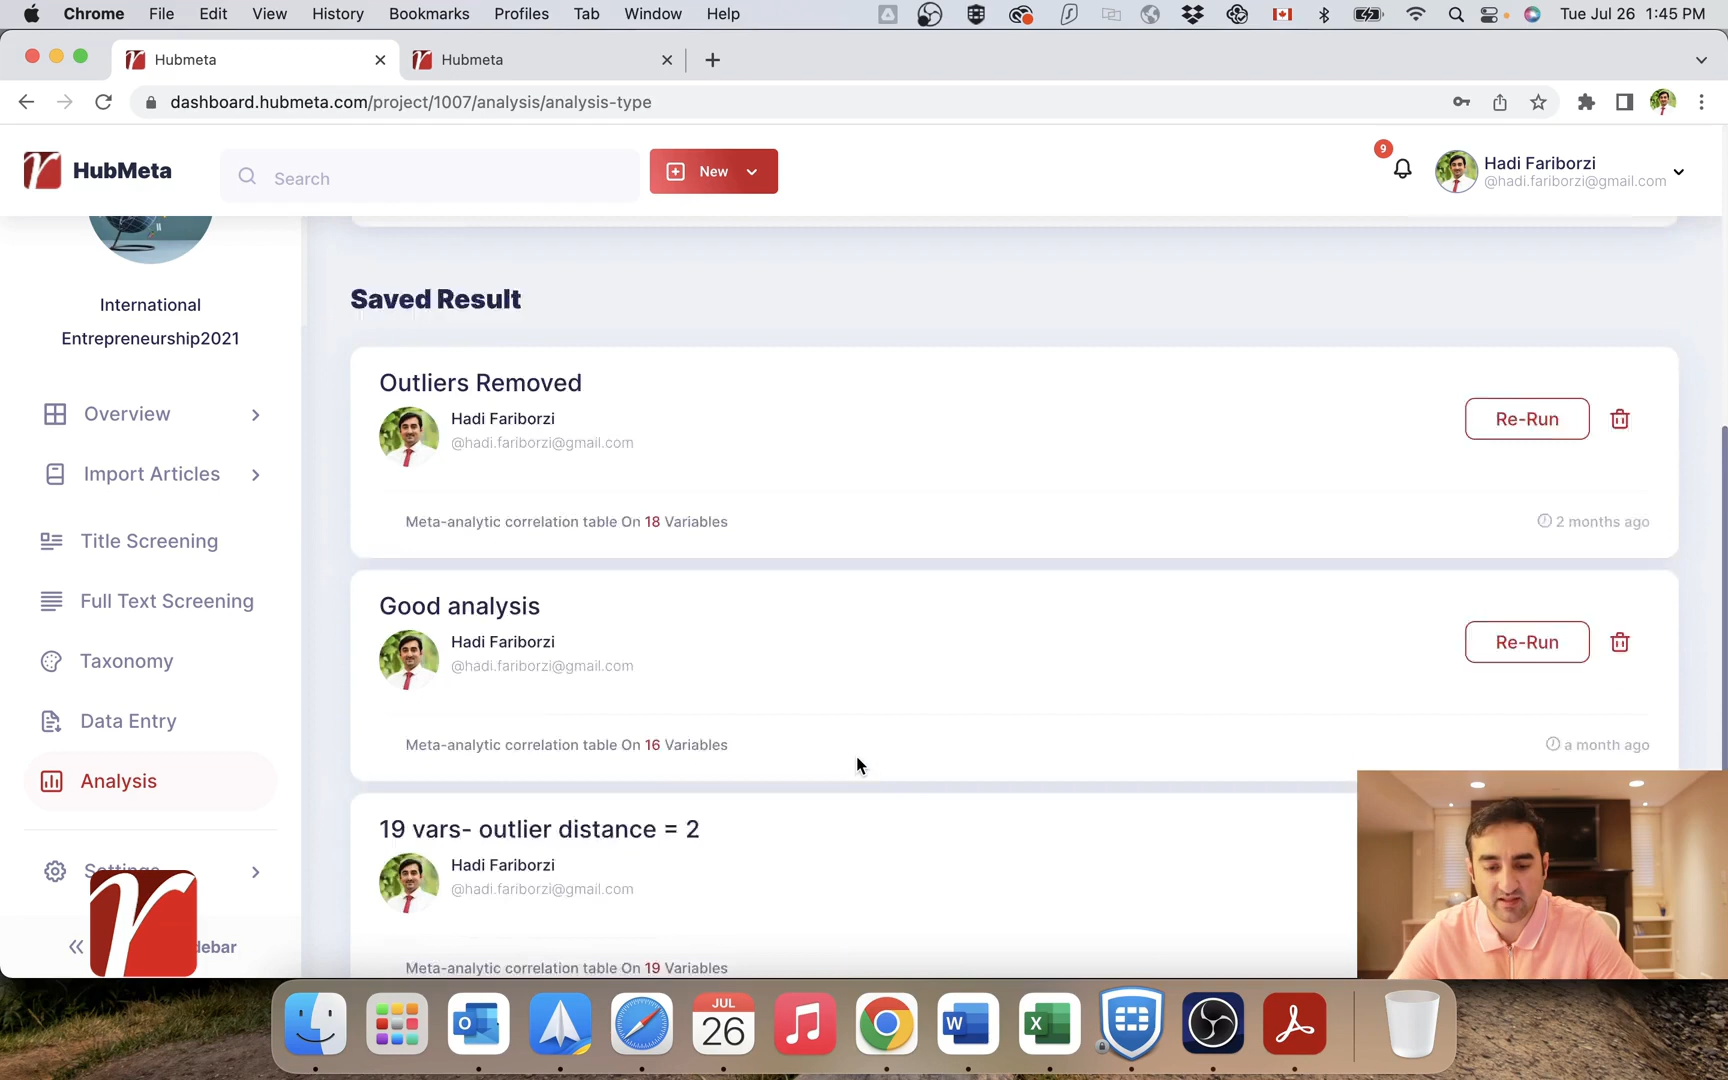 Chrome File Edit View History Bookmarks Profiles Tab Window Help Tue Jul 26 1:45 PM
Hubmeta
Hubmeta
dashboard.hubmeta.com/project/1007/analysis/analysis-type
HubMeta
Search
New
9
Hadi Fariborzi
@hadi.fariborzi@gmail.com
International
Entrepreneurship2021
Overview
Import Articles
Title Screening
Full Text Screening
Taxonomy
Data Entry
Analysis
Settings
debar
Saved Result
Outliers Removed
Hadi Fariborzi
@hadi.fariborzi@gmail.com
Re-Run
Meta-analytic correlation table On 18 Variables
2 months ago
Good analysis
Hadi Fariborzi
@hadi.fariborzi@gmail.com
Re-Run
Meta-analytic correlation table On 16 Variables
a month ago
19 vars- outlier distance = 2
Hadi Fariborzi
@hadi.fariborzi@gmail.com
Meta-analytic correlation table On 19 Variables
JUL
26